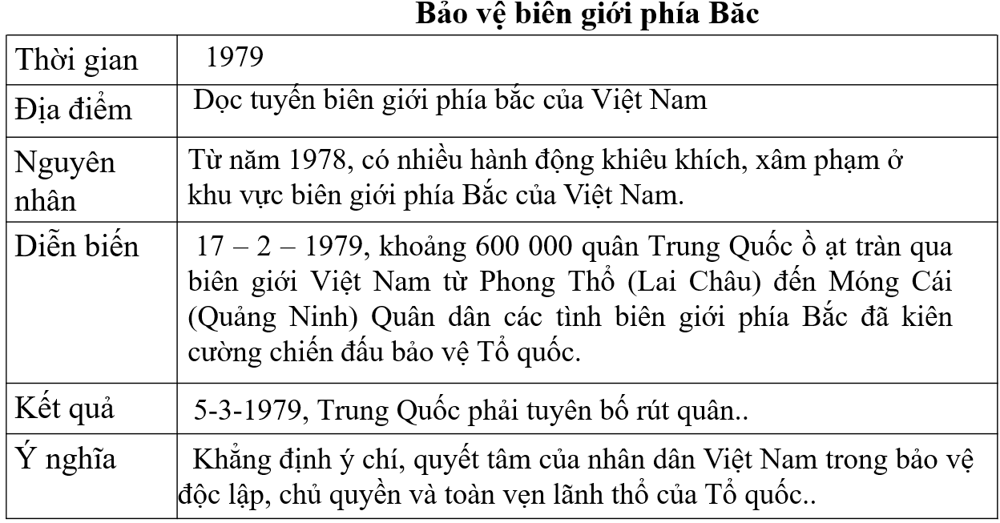 Bảo vệ biên giới phía Bắc
Thời gian
1979
Địa điểm
Dọc tuyến biên giới phía bắc của Việt Nam
Nguyên
nhân
Từ năm 1978, có nhiều hành động khiêu khích, xâm phạm ở
khu vực biên giới phía Bắc của Việt Nam.
Diễn biến
17 – 2 – 1979, khoảng 600 000 quân Trung Quốc ồ ạt tràn qua
biên giới Việt Nam từ Phong Thổ (Lai Châu) đến Móng Cái
(Quảng Ninh) Quân dân các tình biên giới phía Bắc đã kiên
cường chiến đấu bảo vệ Tổ quốc.
Kết quả
5-3-1979, Trung Quốc phải tuyên bố rút quân..
Ý nghĩa
Khẳng định ý chí, quyết tâm của nhân dân Việt Nam trong bảo vệ
độc lập, chủ quyền và toàn vẹn lãnh thổ của Tổ quốc..